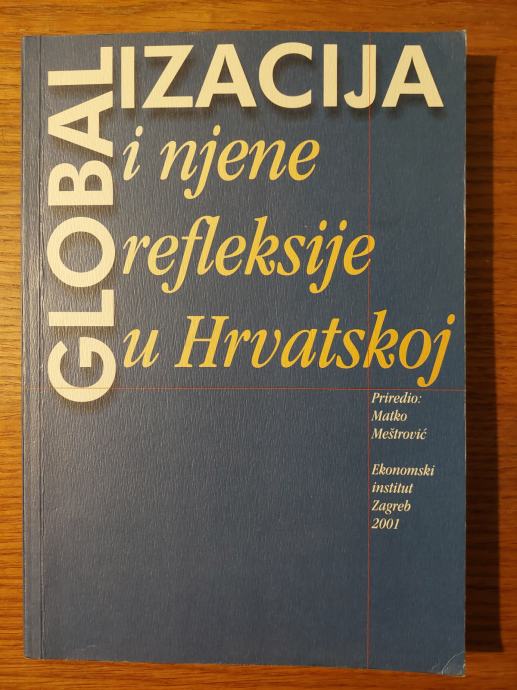 GLOBALIZACIJA
i njene
refleksije
u Hrvatskoj
Priredio:
Matko
Meštrović
Ekonomski
institut
Zagreb
2001